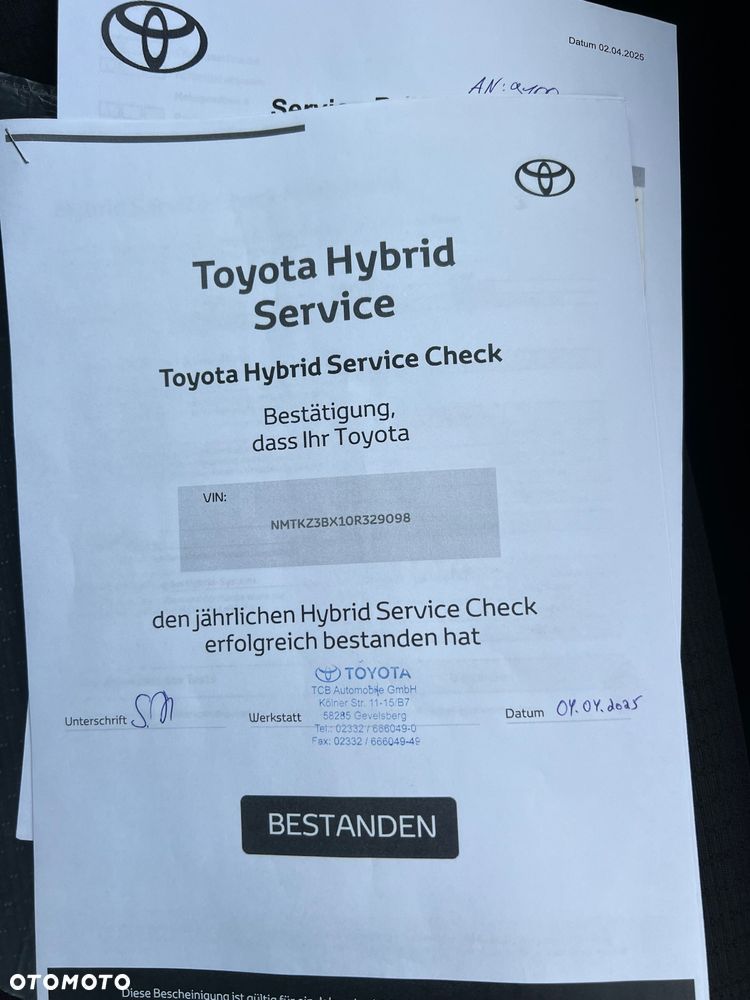 Datum 02.04.2025
AN:
Toyota Hybrid
Service
Toyota Hybrid Service Check
Bestätigung,
dass Ihr Toyota
VIN:
NMTKZ3BX10R329098
den jährlichen Hybrid Service Check
erfolgreich bestanden hat
TOYOTA
TCB Automobile GmbH
Kölner Str. 11-15/B7
58285 Gevelsberg
Tel.: 02332 / 666049-0
Fax: 02332 / 666049-49
Unterschrift
Werkstatt
Datum 04.04.2025
BESTANDEN
Diese Bescheinigung ist gültig für ein
OTOMOTO